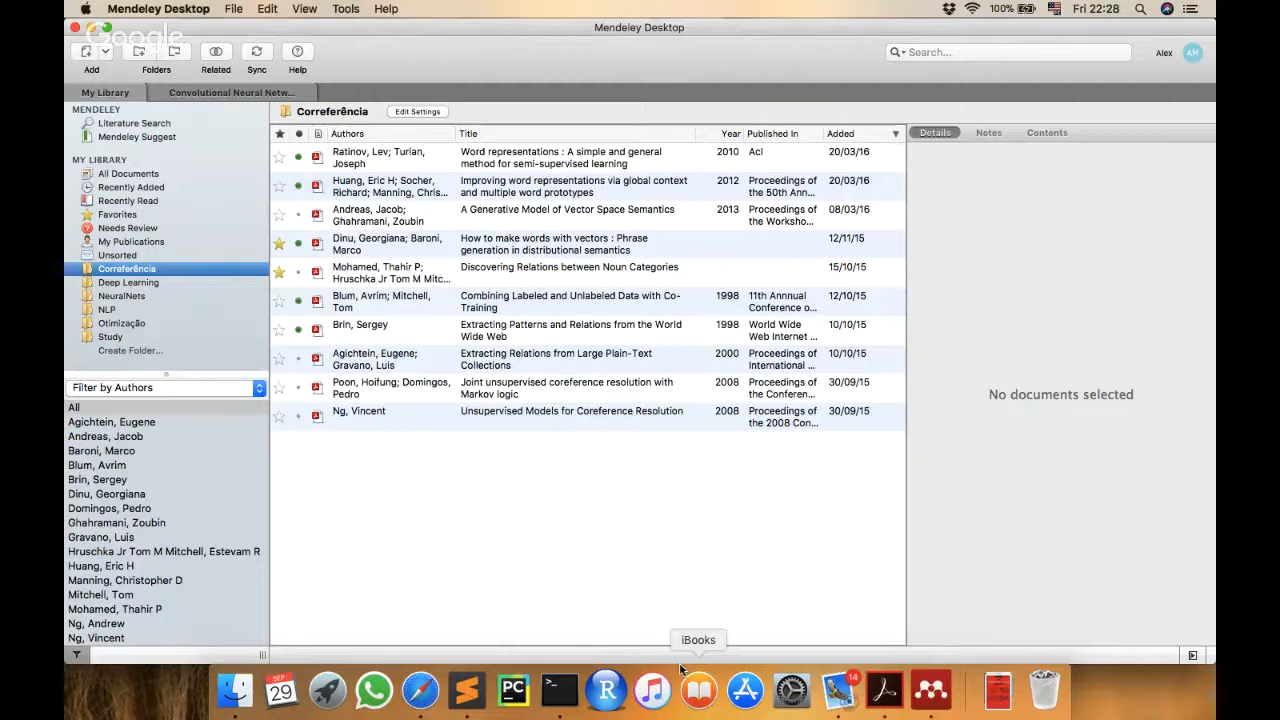 Mendeley Desktop File Edit View Tools Help 100% Fri 22:28
Mendeley Desktop
Google
Add Folders Related Sync Help
Search...
Alex AM
My Library Convolutional Neural Netw...
MENDELEY
Literature Search
Mendeley Suggest
MY LIBRARY
All Documents
Recently Added
Recently Read
Favorites
Needs Review
My Publications
Unsorted
Correferência
Deep Learning
NeuralNets
NLP
Otimização
Study
Create Folder...
Filter by Authors
All
Agichtein, Eugene
Andreas, Jacob
Baroni, Marco
Blum, Avrim
Brin, Sergey
Dinu, Georgiana
Domingos, Pedro
Ghahramani, Zoubin
Gravano, Luis
Hruschka Jr Tom M Mitchell, Estevam R
Huang, Eric H
Manning, Christopher D
Mitchell, Tom
Mohamed, Thahir P
Ng, Andrew
Ng, Vincent
Correferência Edit Settings
Authors Title Year Published In Added
Ratinov, Lev; Turian, Word representations : A simple and general 2010 Acl 20/03/16
Joseph method for semi-supervised learning
Huang, Eric H; Socher, Improving word representations via global context 2012 Proceedings of 20/03/16
Richard; Manning, Chris... and multiple word prototypes the 50th Ann...
Andreas, Jacob; A Generative Model of Vector Space Semantics 2013 Proceedings of 08/03/16
Ghahramani, Zoubin the Worksho...
Dinu, Georgiana; Baroni, How to make words with vectors : Phrase 12/11/15
Marco generation in distributional semantics
Mohamed, Thahir P; Discovering Relations between Noun Categories 15/10/15
Hruschka Jr Tom M Mitc...
Blum, Avrim; Mitchell, Combining Labeled and Unlabeled Data with Co- 1998 11th Annnual 12/10/15
Tom Training Conference o...
Brin, Sergey Extracting Patterns and Relations from the World 1998 World Wide 10/10/15
Wide Web Web Internet ...
Agichtein, Eugene; Extracting Relations from Large Plain-Text 2000 Proceedings of 10/10/15
Gravano, Luis Collections International ...
Poon, Hoifung; Domingos, Joint unsupervised coreference resolution with 2008 Proceedings of 30/09/15
Pedro Markov logic the Conferen...
Ng, Vincent Unsupervised Models for Coreference Resolution 2008 Proceedings of 30/09/15
the 2008 Con...
Details Notes Contents
No documents selected
iBooks
SEP
29
PC
R
14